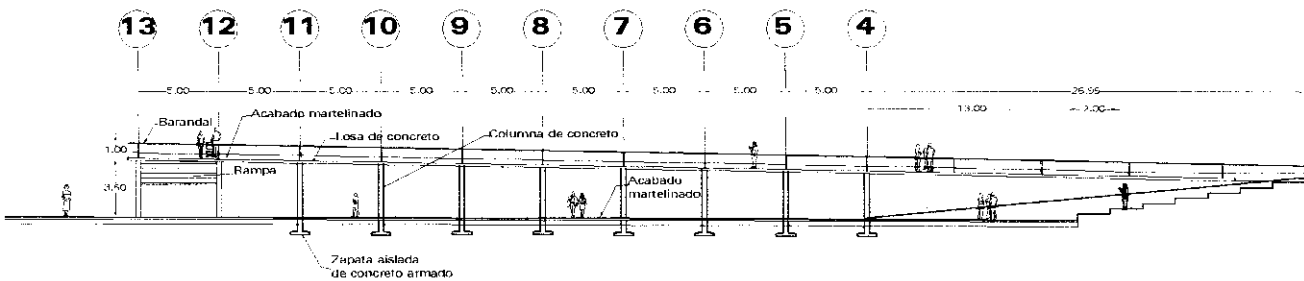 13 12 11 10 9 8 7 6 5 4
5.00 5.00 5.00 5.00 5.00 5.00 5.00 5.00 5.00 26.95
13.00 2.00
Barandal
Acabado martelinado
Losa de concreto
Columna de concreto
1.00
Rampa
3.50
Acabado
martelinado
Zapata aislada
de concreto armado